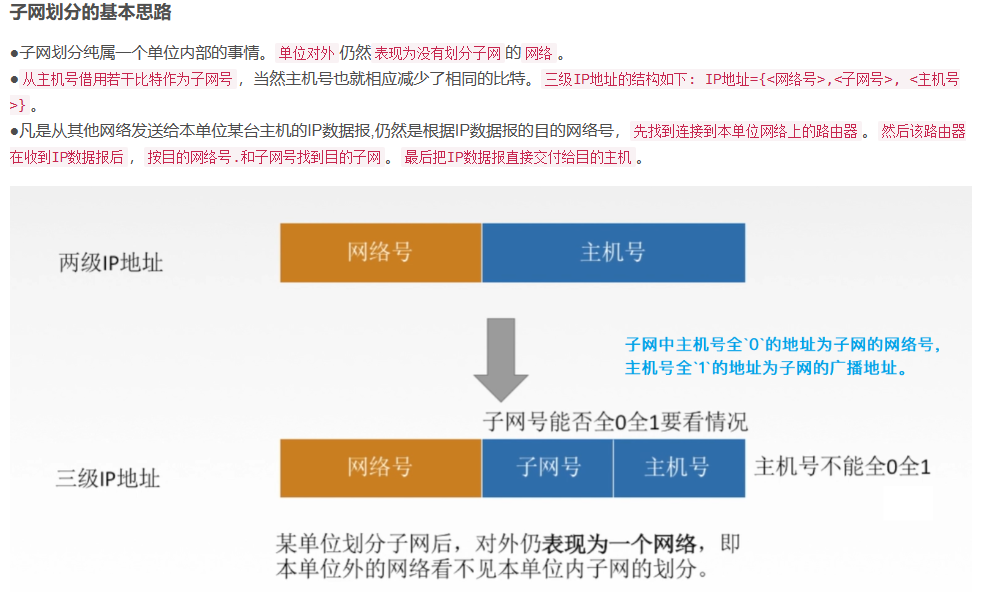 子网划分的基本思路
●子网划分纯属一个单位内部的事情。单位对外 仍然 表现为没有划分子网 的 网络 。
● 从主机号借用若干比特作为子网号 ，当然主机号也就相应减少了相同的比特。 三级IP地址的结构如下: IP地址={<网络号>,<子网号>, <主机号
>} 。
●凡是从其他网络发送给本单位某台主机的IP数据报,仍然是根据IP数据报的目的网络号， 先找到连接到本单位网络上的路由器 。 然后该路由器
在收到IP数据报后 ， 按目的网络号.和子网号找到目的子网 。 最后把IP数据报直接交付给目的主机 。
两级IP地址
网络号
主机号
子网中主机号全`0`的地址为子网的网络号，
主机号全`1`的地址为子网的广播地址。
子网号能否全0全1要看情况
三级IP地址
网络号
子网号
主机号
主机号不能全0全1
某单位划分子网后，对外仍表现为一个网络，即
本单位外的网络看不见本单位内子网的划分。